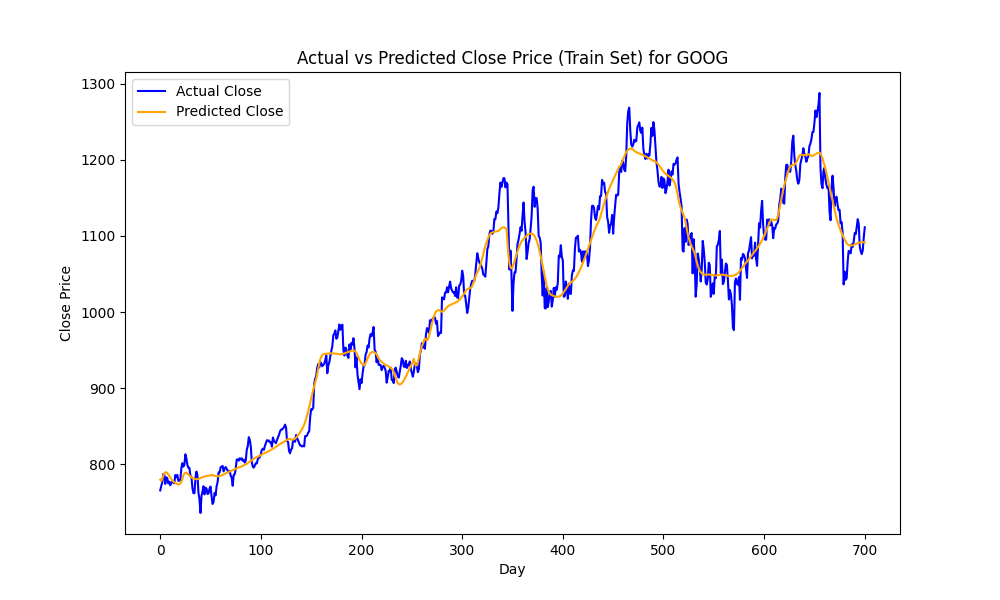 Actual vs Predicted Close Price (Train Set) for GOOG
Actual Close
Predicted Close
Close Price
1300
1200
1100
1000
900
800
0 100 200 300 400 500 600 700
Day